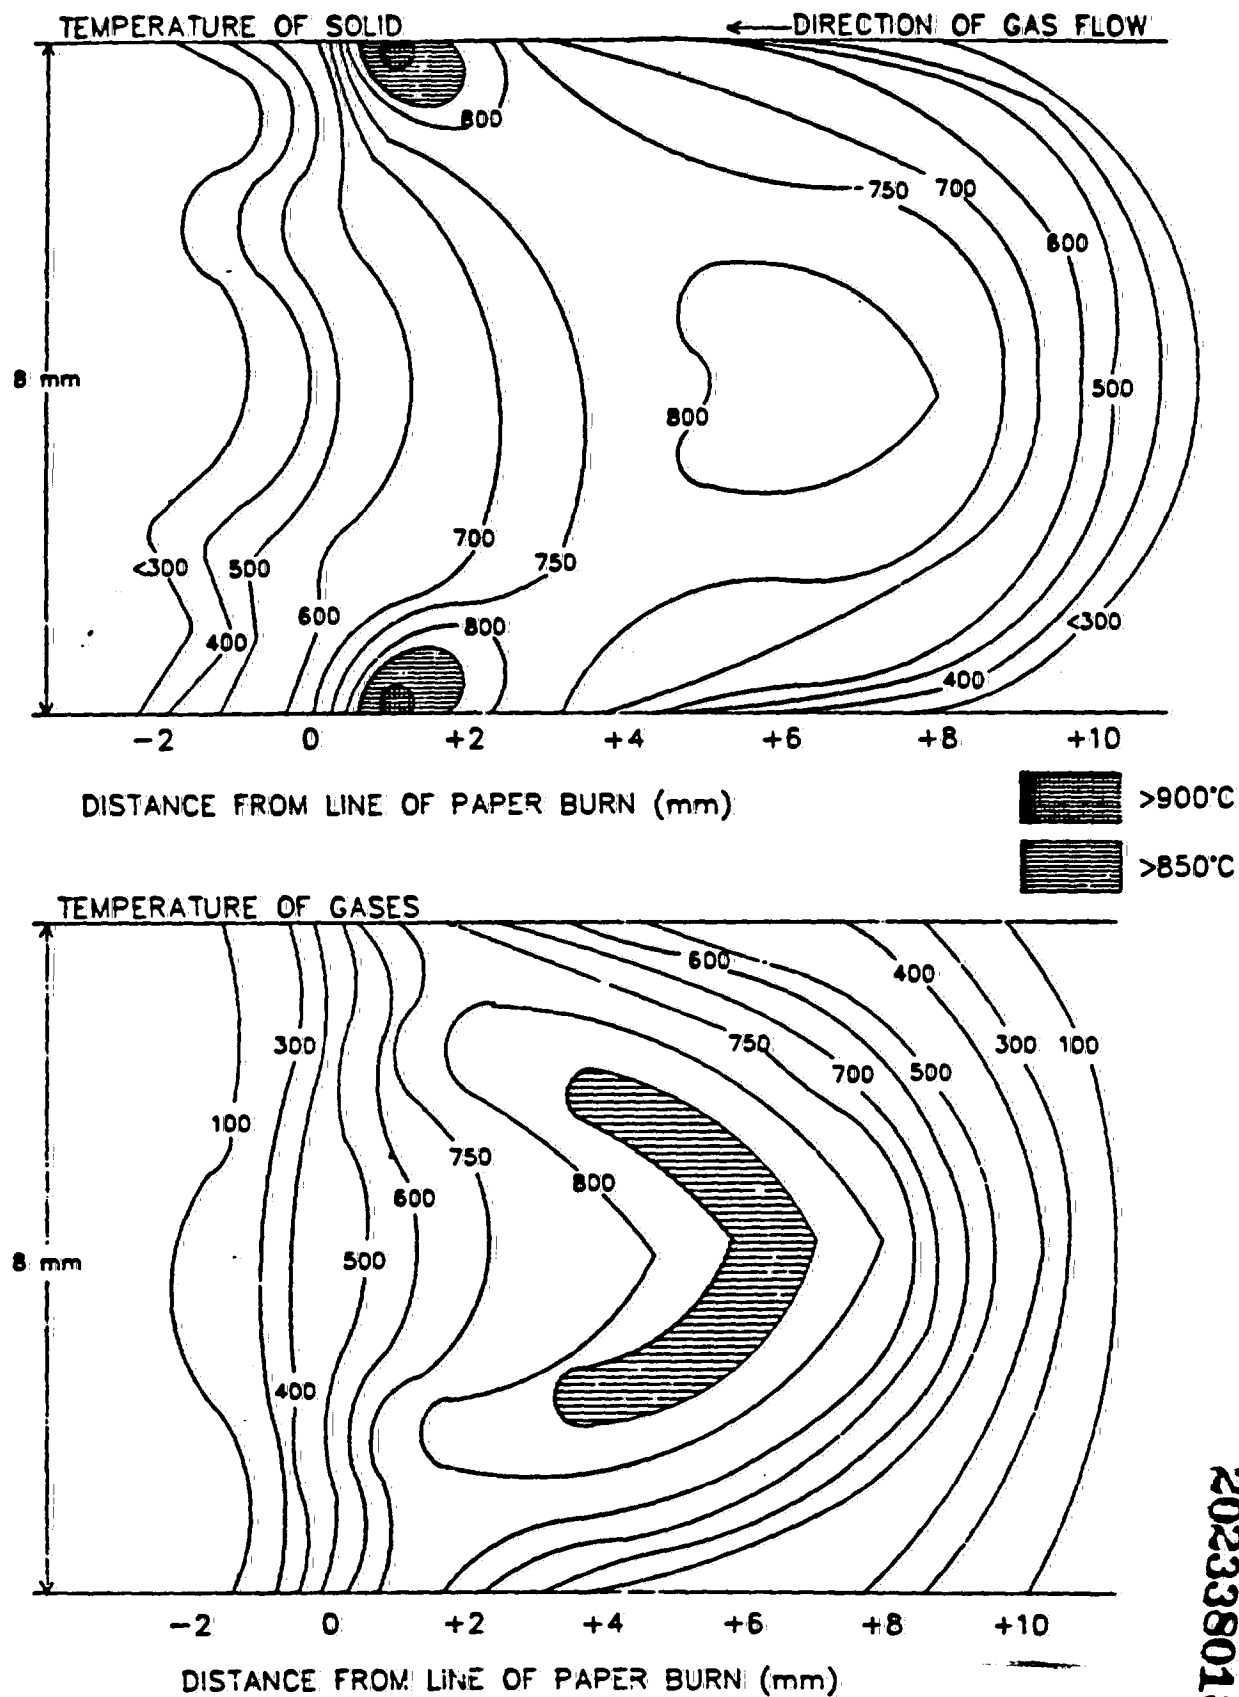 TEMPERATURE OF SOLID
←DIRECTION OF GAS FLOW
800
750 700
600
8 mm
500
800
700
750
<300 500
600
800
<300
400
400
-2 0 +2 +4 +6 +8 +10
DISTANCE FROM LINE OF PAPER BURN (mm)
>900°C
>850°C
TEMPERATURE OF GASES
600
400
300
750
300 100
700 500
100
750
800
600
8 mm
500
400
-2 0 +2 +4 +6 +8 +10
DISTANCE FROM LINE OF PAPER BURN (mm)